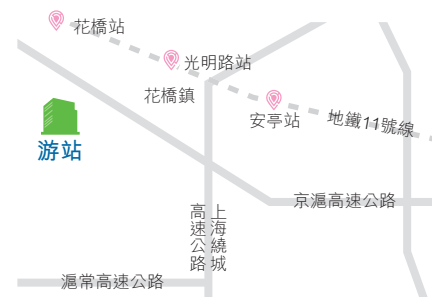 花橋站
光明路站
花橋鎮
安亭站
地鐵11號線
游站
京滬高速公路
上海繞城
高速公路
滬常高速公路